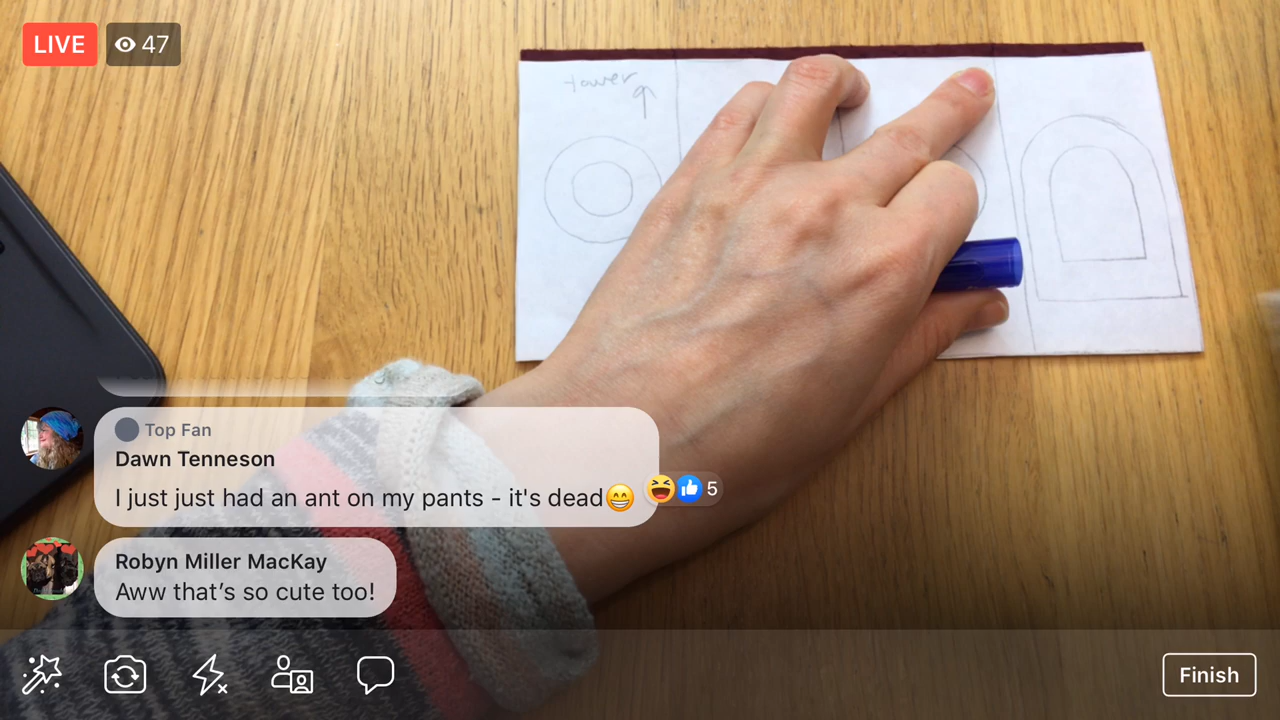 LIVE
47
tower
Top Fan
Dawn Tenneson
I just just had an ant on my pants - it's dead😁
5
Robyn Miller MacKay
Aww that's so cute too!
Finish